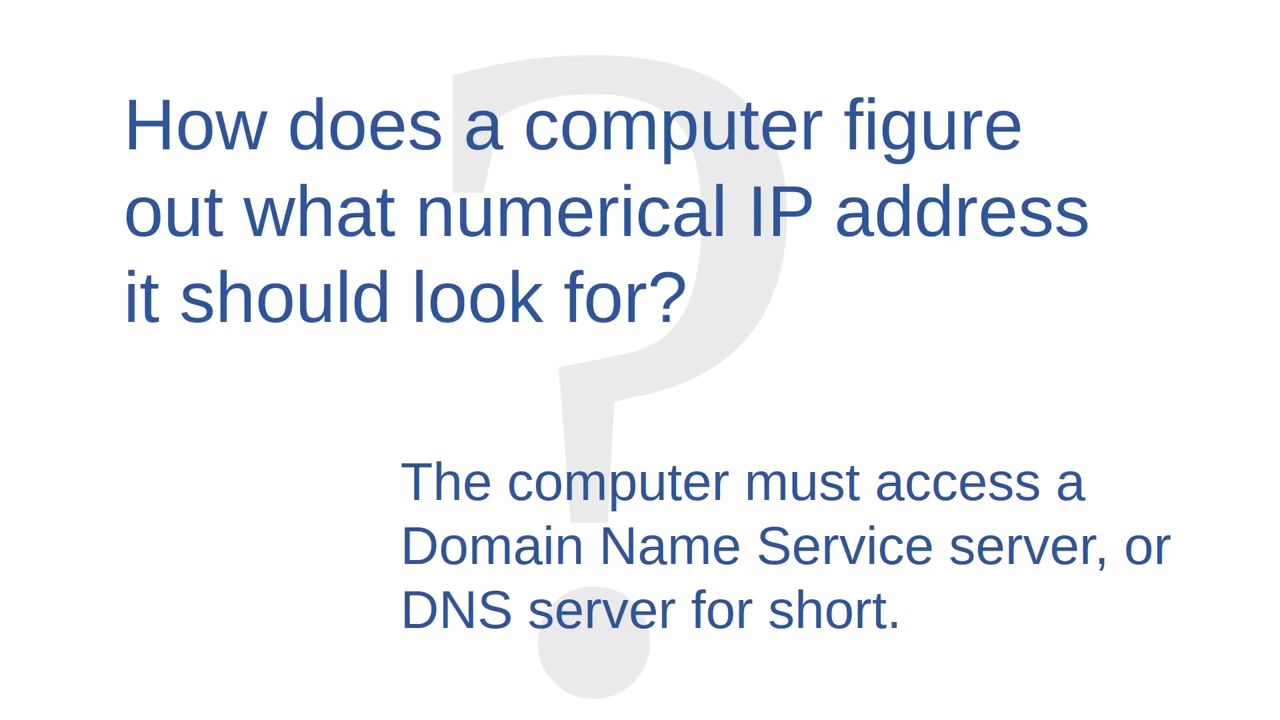 How does a computer figure
out what numerical IP address
it should look for?
The computer must access a
Domain Name Service server, or
DNS server for short.